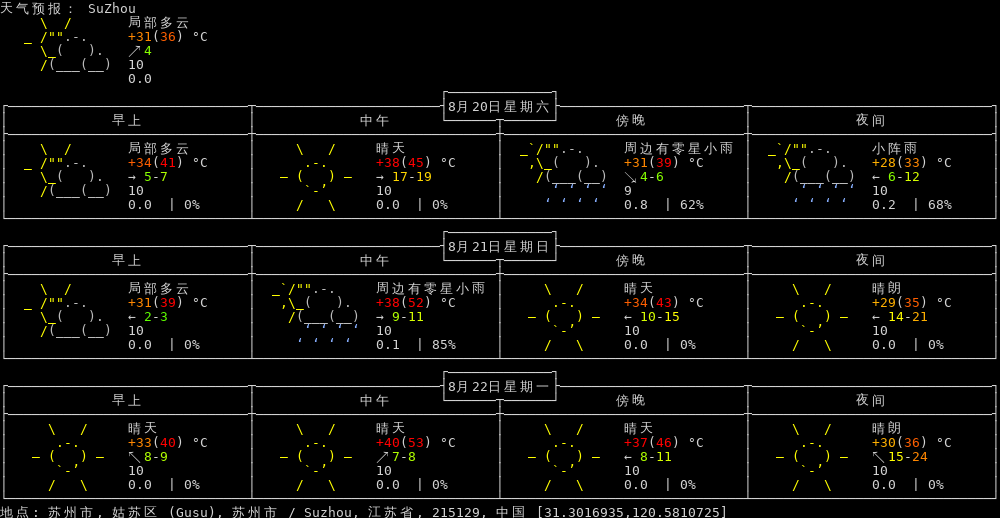 天气预报: SuZhou
局部多云
+31(36) °C
↗4
10
0.0
8月20日星期六
早上 中午 傍晚 夜间
局部多云 晴天 周边有零星小雨 小阵雨
+34(41) °C +38(45) °C +31(39) °C +28(33) °C
→ 5-7 → 17-19 ↘4-6 ← 6-12
10 10 9 10
0.0 | 0% 0.0 | 0% 0.8 | 62% 0.2 | 68%
8月21日星期日
早上 中午 傍晚 夜间
局部多云 周边有零星小雨 晴天 晴朗
+31(39) °C +38(52) °C +34(43) °C +29(35) °C
← 2-3 → 9-11 ← 10-15 ← 14-21
10 10 10 10
0.0 | 0% 0.1 | 85% 0.0 | 0% 0.0 | 0%
8月22日星期一
早上 中午 傍晚 夜间
晴天 晴天 晴天 晴朗
+33(40) °C +40(53) °C +37(46) °C +30(36) °C
↖8-9 ↗7-8 ← 8-11 ↖15-24
10 10 10 10
0.0 | 0% 0.0 | 0% 0.0 | 0% 0.0 | 0%
地点: 苏州市, 姑苏区 (Gusu), 苏州市 / Suzhou, 江苏省, 215129, 中国 [31.3016935,120.5810725]